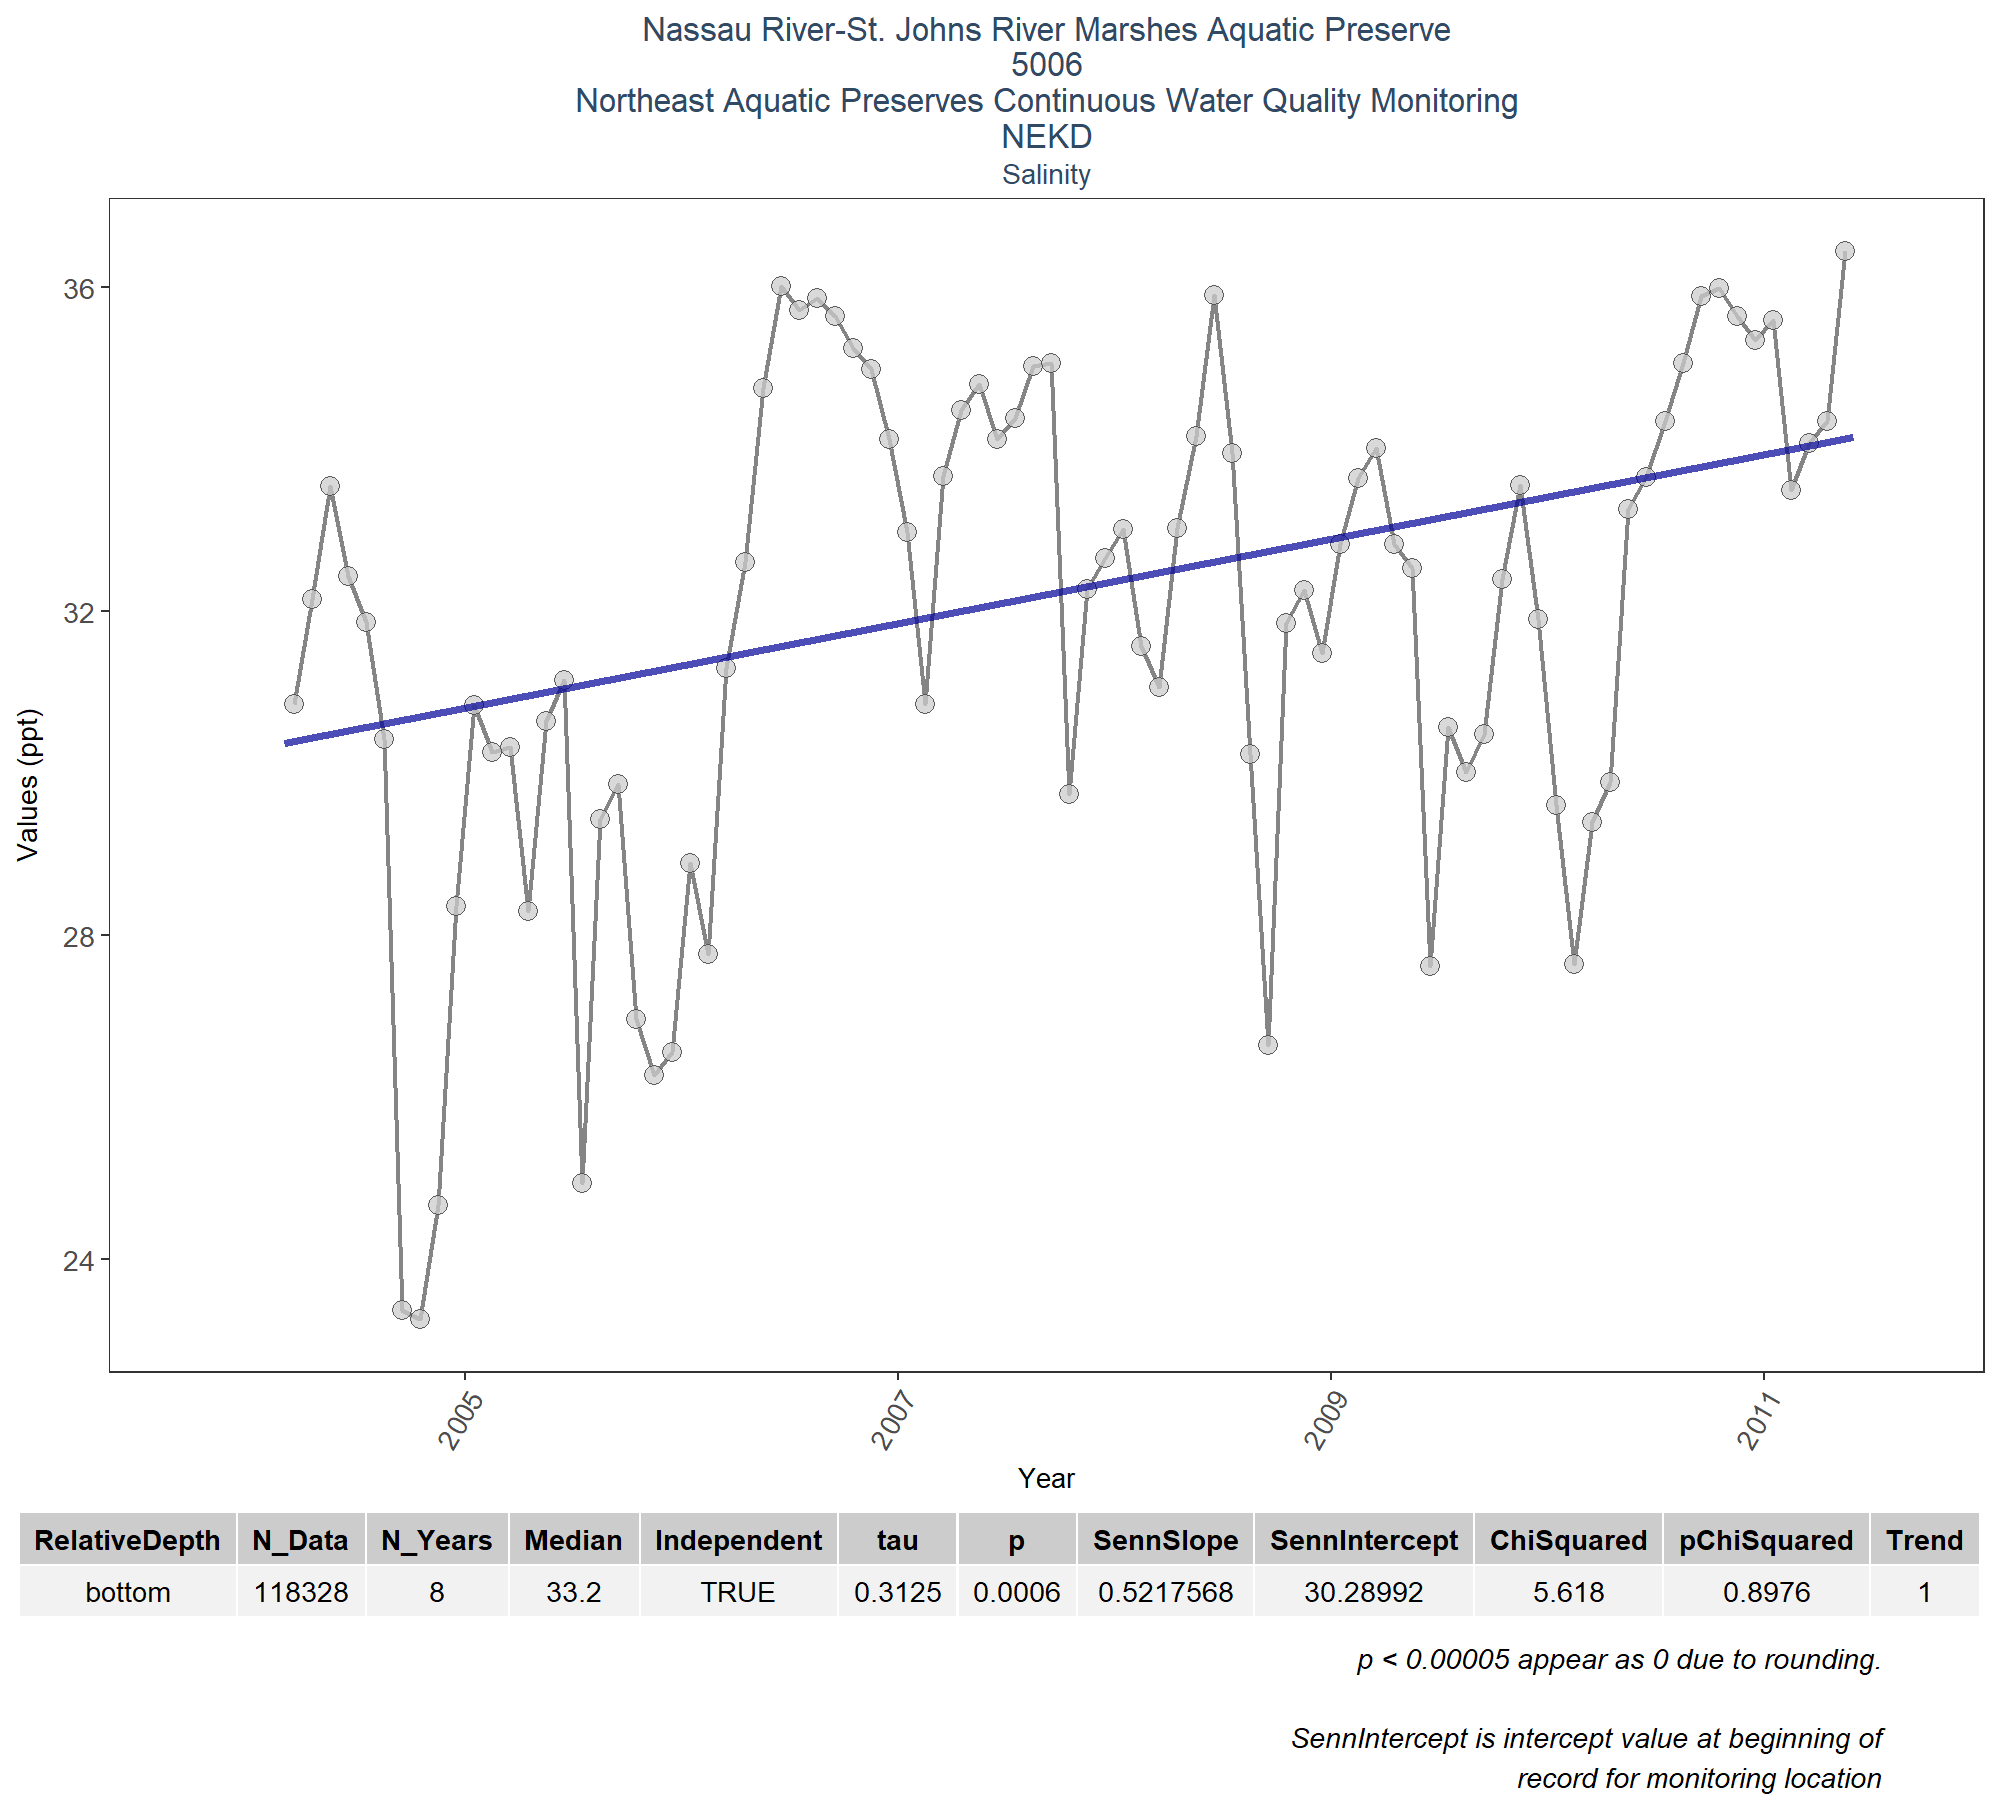 Nassau River-St. Johns River Marshes Aquatic Preserve
5006
Northeast Aquatic Preserves Continuous Water Quality Monitoring
NEKD
Salinity
Values (ppt)
36
32
28
24
2005 2007 2009 2011
Year
RelativeDepth N_Data N_Years Median Independent tau p SennSlope SennIntercept ChiSquared pChiSquared Trend
bottom 118328 8 33.2 TRUE 0.3125 0.0006 0.5217568 30.28992 5.618 0.8976 1
p < 0.00005 appear as 0 due to rounding.
SennIntercept is intercept value at beginning of
record for monitoring location